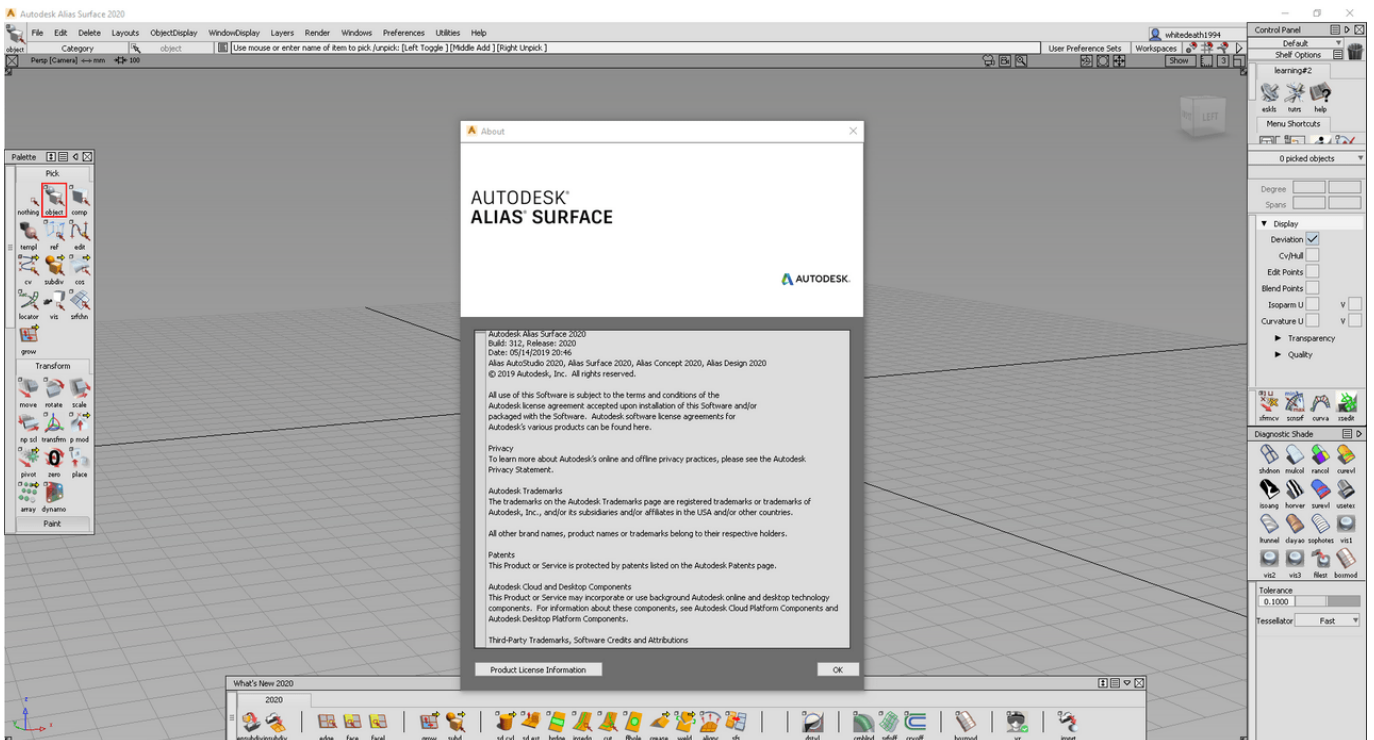 Autodesk Alias Surface 2020
File Edit Delete Layouts ObjectDisplay WindowDisplay Layers Render Windows Preferences Utilities Help
whitedeath1994
object Category object Use mouse or enter name of item to pick /unpick: [Left Toggle ] [Middle Add ] [Right Unpick ]
User Preference Sets Workspaces
Persp [Camera] mm 100
Show 3
LEFT
Palette
Pick
nothing object comp
templ ref edit
cv subdiv cos
locator vis srfchn
grow
Transform
move rotate scale
np scl transfrm p mod
pivot zero place
array dynamo
Paint
About
AUTODESK®
ALIAS® SURFACE
AUTODESK.
Autodesk Alias Surface 2020
Build: 312, Release: 2020
Date: 05/14/2019 20:46
Alias AutoStudio 2020, Alias Surface 2020, Alias Concept 2020, Alias Design 2020
© 2019 Autodesk, Inc. All rights reserved.
All use of this Software is subject to the terms and conditions of the
Autodesk license agreement accepted upon installation of this Software and/or
packaged with the Software. Autodesk software license agreements for
Autodesk's various products can be found here.
Privacy
To learn more about Autodesk's online and offline privacy practices, please see the Autodesk
Privacy Statement.
Autodesk Trademarks
The trademarks on the Autodesk Trademarks page are registered trademarks or trademarks of
Autodesk, Inc., and/or its subsidiaries and/or affiliates in the USA and/or other countries.
All other brand names, product names or trademarks belong to their respective holders.
Patents
This Product or Service is protected by patents listed on the Autodesk Patents page.
Autodesk Cloud and Desktop Components
This Product or Service may incorporate or use background Autodesk online and desktop technology
components. For information about these components, see Autodesk Cloud Platform Components and
Autodesk Desktop Platform Components.
Third-Party Trademarks, Software Credits and Attributions
Product License Information OK
Control Panel
Default
Shelf Options
learning#2
eskls tutrs help
Menu Shortcuts
0 picked objects
Degree
Spans
Display
Deviation
Cv/Hull
Edit Points
Blend Points
Isoparm U V
Curvature U V
Transparency
Quality
xfrmcv scnsrf curva xsedit
Diagnostic Shade
shdnon mulcol rancol curevl
isoang horver surevl usetex
ltunnel clayao sophotes vis1
vis2 vis3 filest boxmod
Tolerance
0.1000
Tessellator Fast
What's New 2020
2020
edge face grow subd